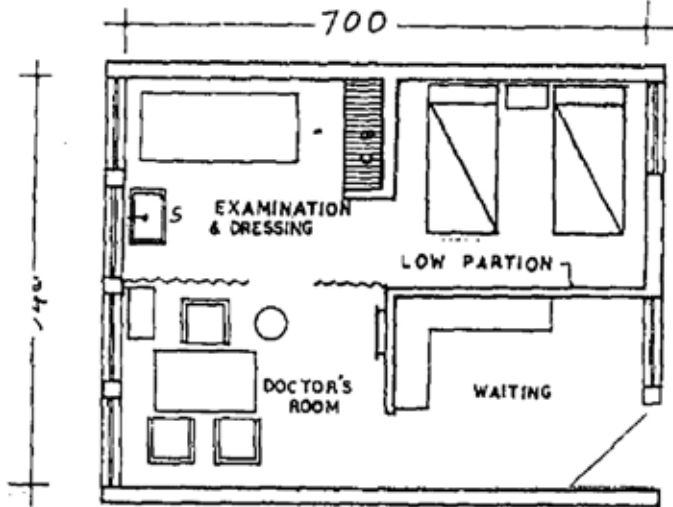 700
S
EXAMINATION
& DRESSING
LOW PARTION
DOCTOR'S
ROOM
WAITING